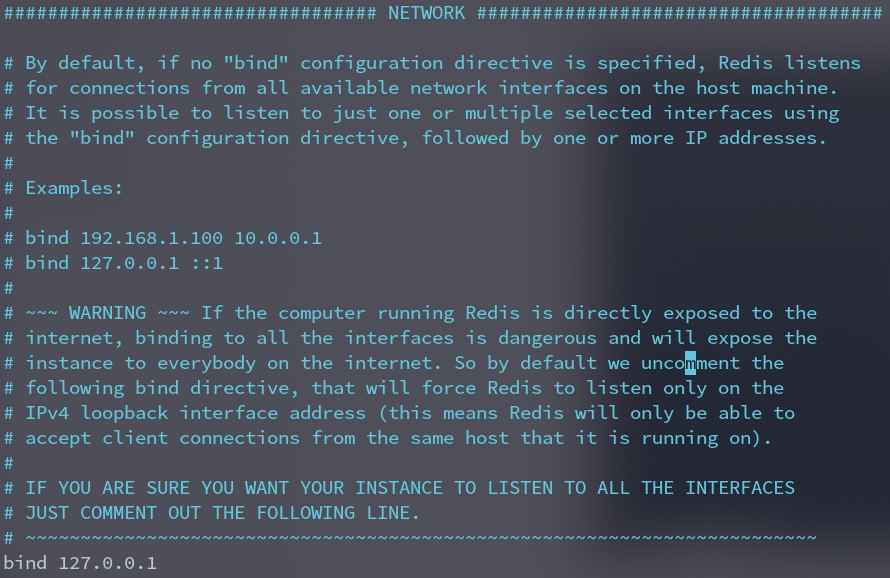 ################################## NETWORK #####################################
# By default, if no "bind" configuration directive is specified, Redis listens
# for connections from all available network interfaces on the host machine.
# It is possible to listen to just one or multiple selected interfaces using
# the "bind" configuration directive, followed by one or more IP addresses.
#
# Examples:
#
# bind 192.168.1.100 10.0.0.1
# bind 127.0.0.1 ::1
#
# ~~~ WARNING ~~~ If the computer running Redis is directly exposed to the
# internet, binding to all the interfaces is dangerous and will expose the
# instance to everybody on the internet. So by default we uncomment the
# following bind directive, that will force Redis to listen only on the
# IPv4 loopback interface address (this means Redis will only be able to
# accept client connections from the same host that it is running on).
#
# IF YOU ARE SURE YOU WANT YOUR INSTANCE TO LISTEN TO ALL THE INTERFACES
# JUST COMMENT OUT THE FOLLOWING LINE.
# ~~~~~~~~~~~~~~~~~~~~~~~~~~~~~~~~~~~~~~~~~~~~~~~~~~~~~~~~~~~~~~~~~~~~~~~~
bind 127.0.0.1